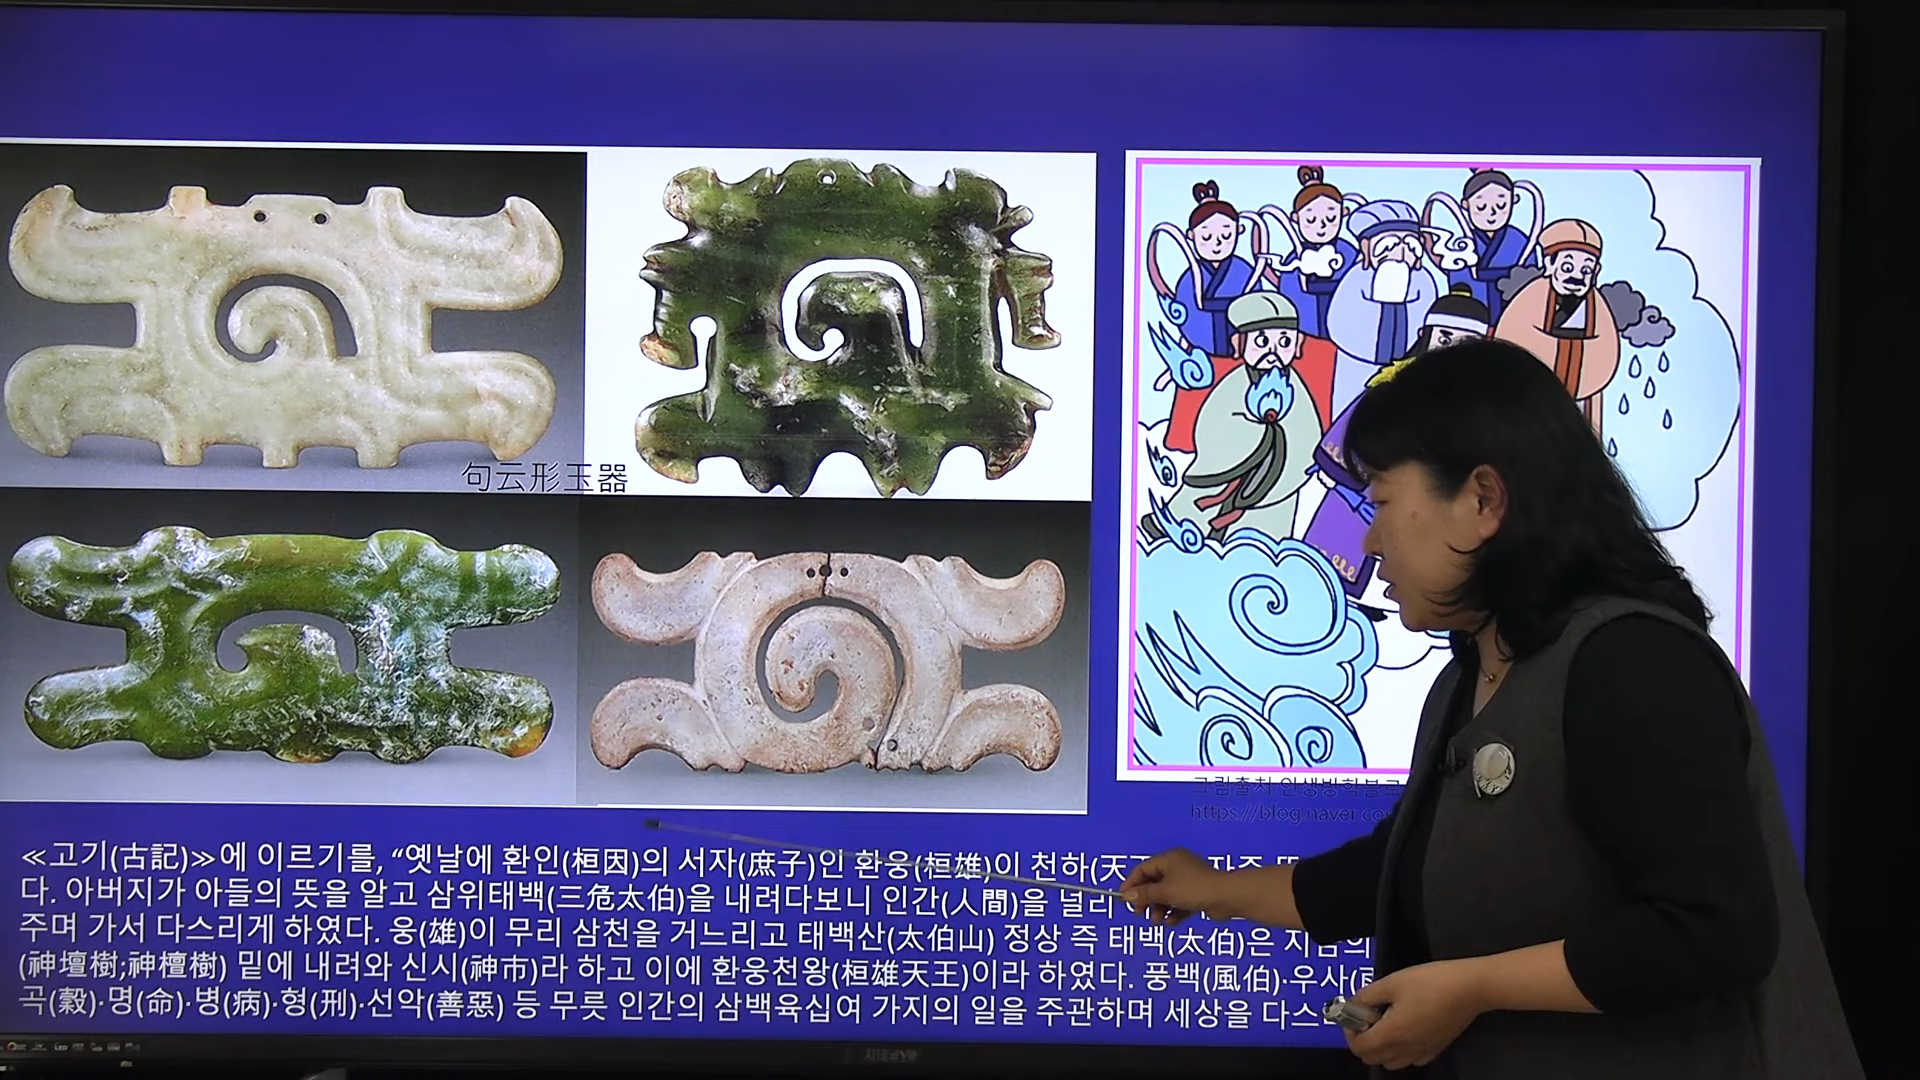 句云形玉器
그림출처 인생방학블로
https://blog.naver.co
≪고기(古記)≫에 이르기를, “옛날에 환인(桓因)의 서자(庶子)인 환웅(桓雄)이 천하(天 자주
다. 아버지가 아들의 뜻을 알고 삼위태백(三危太伯)을 내려다보니 인간(人間)을 널리
주며 가서 다스리게 하였다. 웅(雄)이 무리 삼천을 거느리고 태백산(太伯山) 정상 즉 태백(太伯)은 지금의
(神壇樹;神檀樹) 밑에 내려와 신시(神市)라 하고 이에 환웅천왕(桓雄天王)이라 하였다. 풍백(風伯)·우사(
곡(穀)·명(命)·병(病)·형(刑)·선악(善惡) 등 무릇 인간의 삼백육십여 가지의 일을 주관하며 세상을 다스